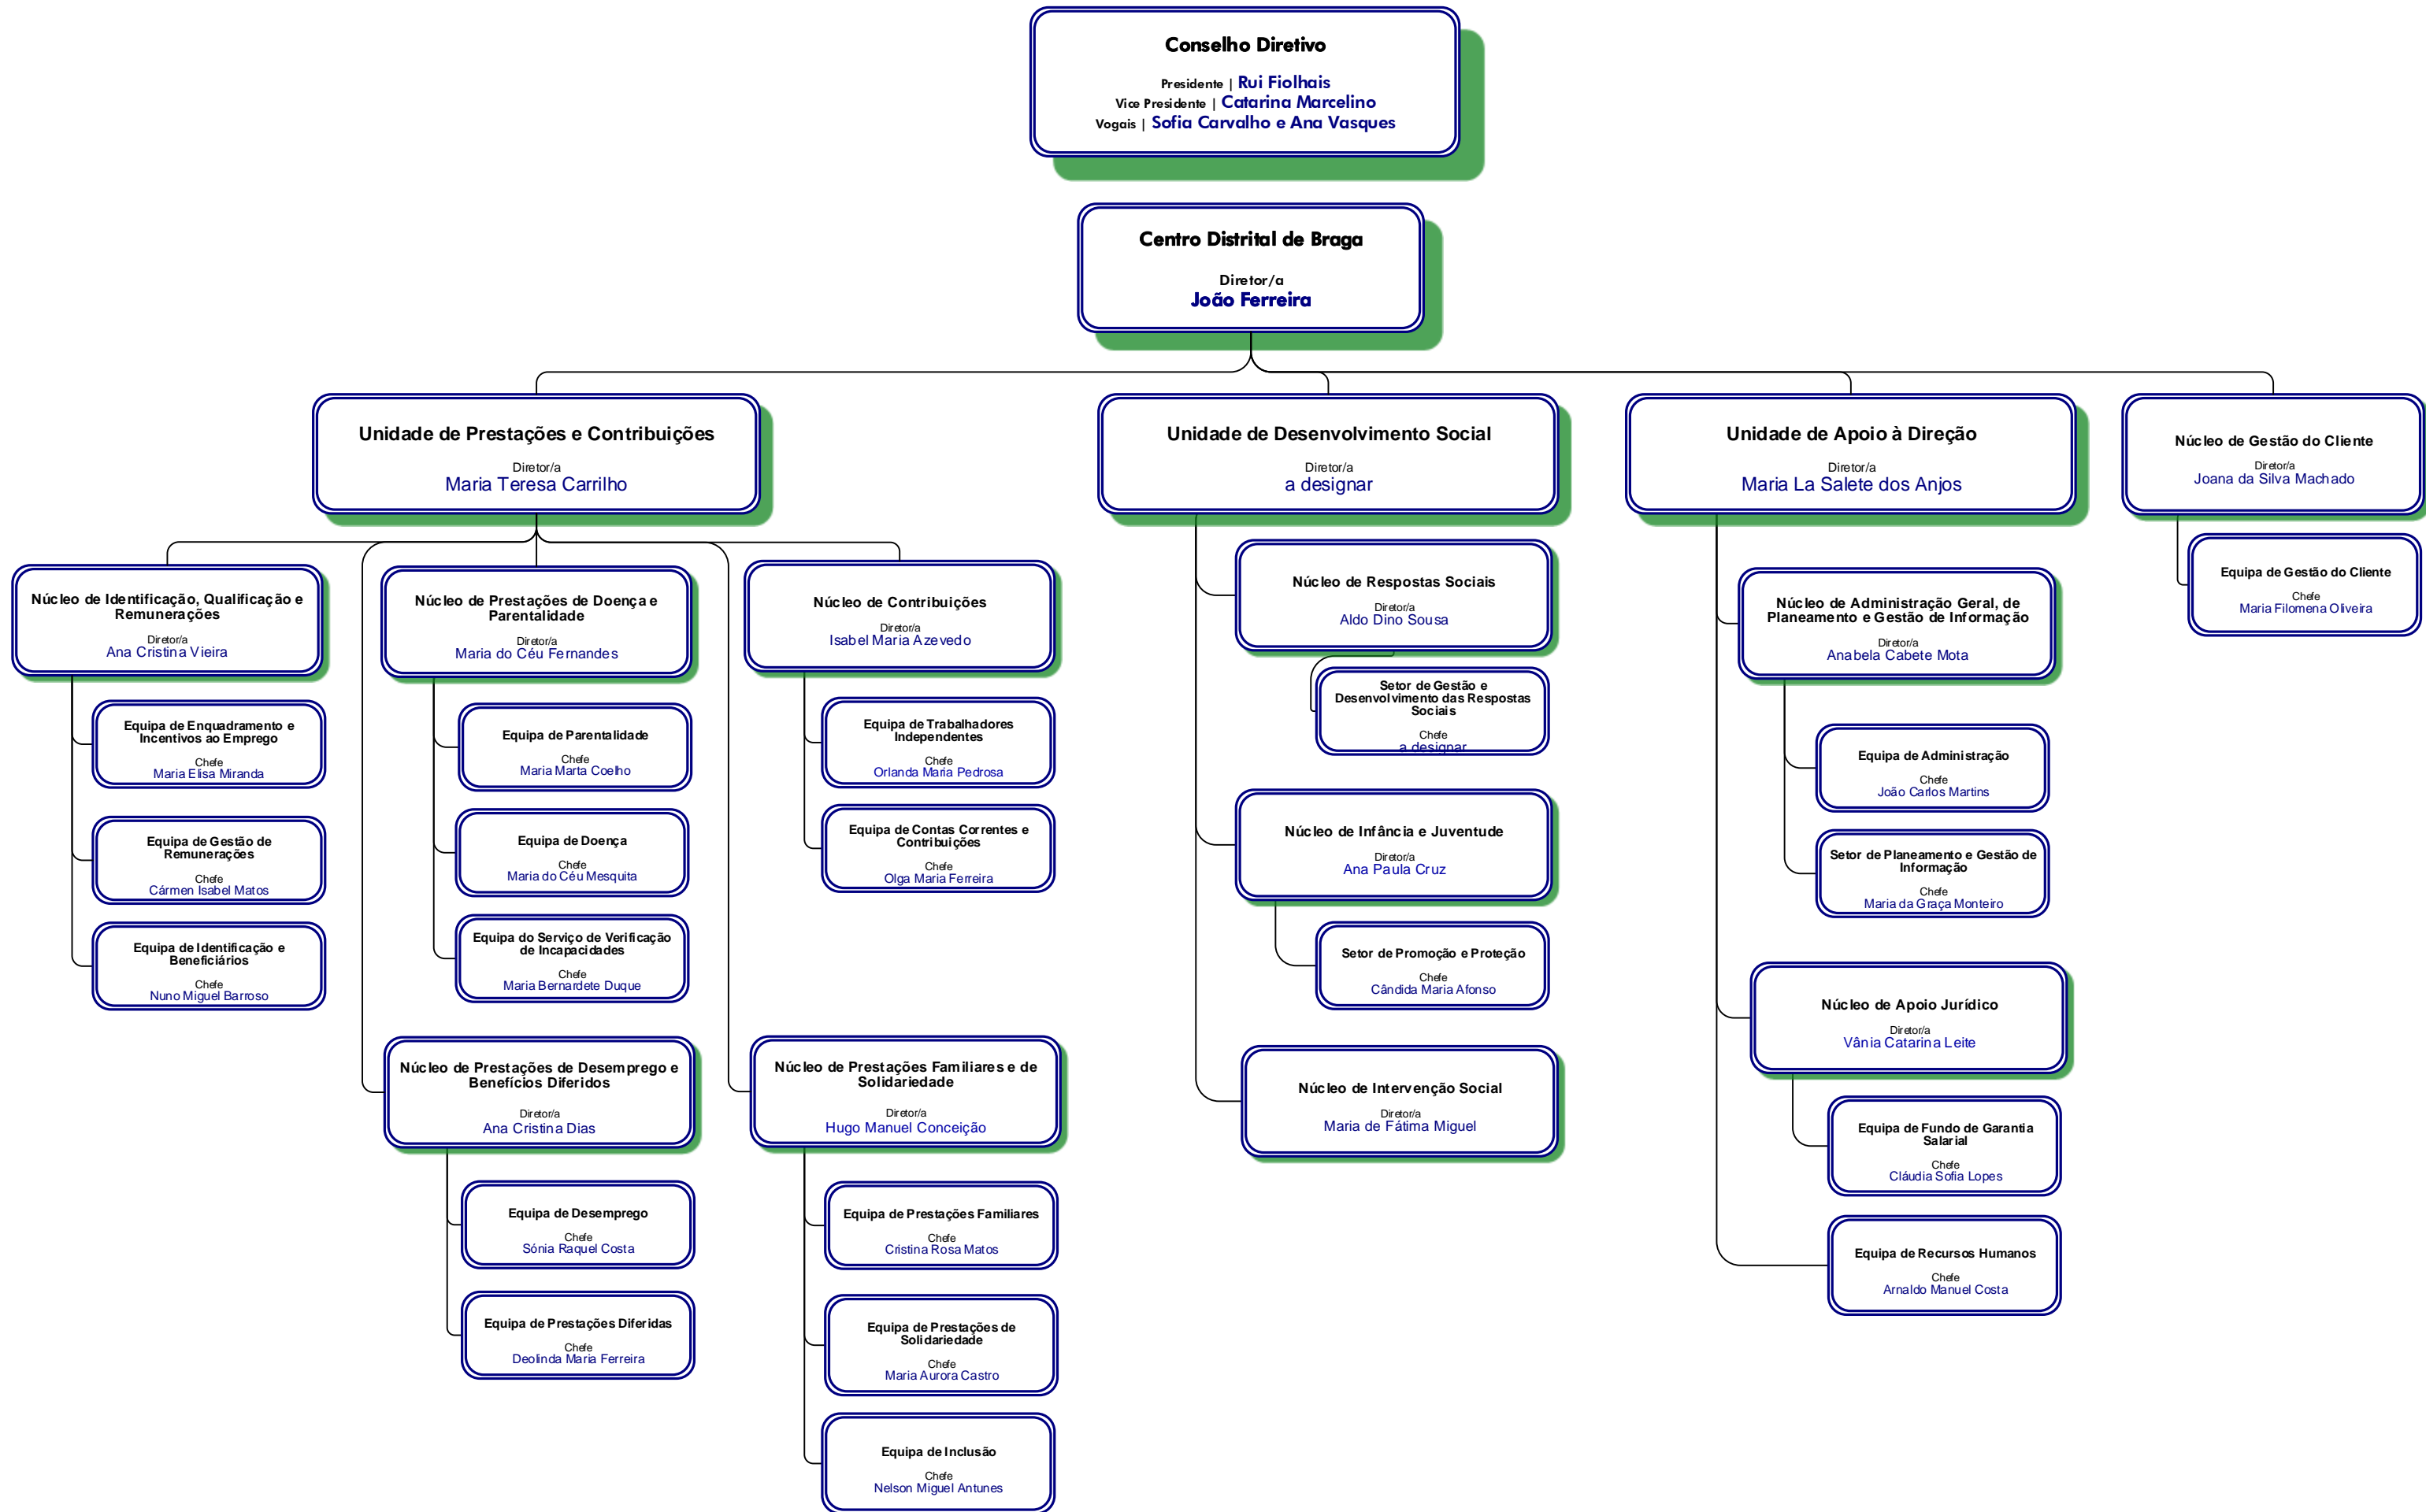 Conselho Diretivo
Presidente | Rui Fiolhais
Vice Presidente | Catarina Marcelino
Vogais | Sofia Carvalho e Ana Vasques
Centro Distrital de Braga
Diretor/a
João Ferreira
Unidade de Prestações e Contribuições
Diretor/a
Maria Teresa Carrilho
Unidade de Desenvolvimento Social
Diretor/a
a designar
Unidade de Apoio à Direção
Diretor/a
Maria La Salete dos Anjos
Núcleo de Gestão do Cliente
Diretor/a
Joana da Silva Machado
Núcleo de Identificação, Qualificação e
Remunerações
Diretor/a
Ana Cristina Vieira
Equipa de Enquadramento e
Incentivos ao Emprego
Chefe
Maria Elisa Miranda
Equipa de Gestão de
Remunerações
Chefe
Cármen Isabel Matos
Equipa de Identificação e
Beneficiários
Chefe
Nuno Miguel Barroso
Núcleo de Prestações de Doença e
Parentalidade
Diretor/a
Maria do Céu Fernandes
Equipa de Parentalidade
Chefe
Maria Marta Coelho
Equipa de Doença
Chefe
Maria do Céu Mesquita
Equipa do Serviço de Verificação
de Incapacidades
Chefe
Maria Bernardete Duque
Núcleo de Contribuições
Diretor/a
Isabel Maria Azevedo
Equipa de Trabalhadores
Independentes
Chefe
Orlanda Maria Pedrosa
Equipa de Contas Correntes e
Contribuições
Chefe
Olga Maria Ferreira
Núcleo de Prestações de Desemprego e
Benefícios Diferidos
Diretor/a
Ana Cristina Dias
Equipa de Desemprego
Chefe
Sónia Raquel Costa
Equipa de Prestações Diferidas
Chefe
Deolinda Maria Ferreira
Núcleo de Prestações Familiares e de
Solidariedade
Diretor/a
Hugo Manuel Conceição
Equipa de Prestações Familiares
Chefe
Cristina Rosa Matos
Equipa de Prestações de
Solidariedade
Chefe
Maria Aurora Castro
Equipa de Inclusão
Chefe
Nelson Miguel Antunes
Núcleo de Respostas Sociais
Diretor/a
Aldo Dino Sousa
Setor de Gestão e
Desenvolvimento das Respostas
Sociais
Chefe
a designar
Núcleo de Infância e Juventude
Diretor/a
Ana Paula Cruz
Setor de Promoção e Proteção
Chefe
Cândida Maria Afonso
Núcleo de Intervenção Social
Diretor/a
Maria de Fátima Miguel
Núcleo de Administração Geral, de
Planeamento e Gestão de Informação
Diretor/a
Anabela Cabete Mota
Equipa de Administração
Chefe
João Carlos Martins
Setor de Planeamento e Gestão de
Informação
Chefe
Maria da Graça Monteiro
Núcleo de Apoio Jurídico
Diretor/a
Vânia Catarina Leite
Equipa de Fundo de Garantia
Salarial
Chefe
Cláudia Sofia Lopes
Equipa de Recursos Humanos
Chefe
Arnaldo Manuel Costa
Equipa de Gestão do Cliente
Chefe
Maria Filomena Oliveira